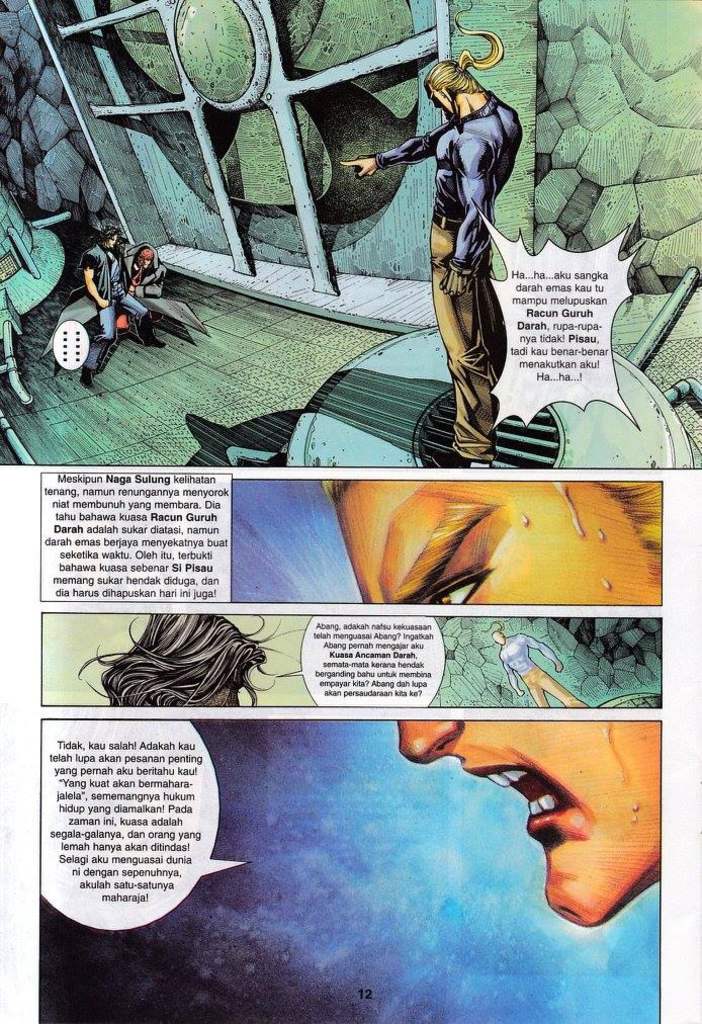 Ha...ha...aku sangka
darah emas kau tu
mampu melupuskan
Racun Guruh
Darah, rupa-rupa-
nya tidak! Pisau,
tadi kau benar-benar
menakutkan aku!
Ha...ha...!
Meskipun Naga Sulung kelihatan
tenang, namun renungannya menyorok
niat membunuh yang membara. Dia
tahu bahawa kuasa Racun Guruh
Darah adalah sukar diatasi, namun
darah emas berjaya menyekatnya buat
seketika waktu. Oleh itu, terbukti
bahawa kuasa sebenar Si Pisau
memang sukar hendak diduga, dan
dia harus dihapuskan hari ini juga!
Abang, adakah nafsu kekuasaan
telah menguasai Abang? Ingatkah
Abang pernah mengajar aku
Kuasa Ancaman Darah,
semata-mata kerana hendak
berganding bahu untuk membina
empayar kita? Abang dah lupa
akan persaudaraan kita ke?
Tidak, kau salah! Adakah kau
telah lupa akan pesan penting
yang pernah aku beritahu kau!
“Yang kuat akan bermahara-
jalela”, sememangnya hukum
hidup yang diamalkan! Pada
zaman ini, kuasa adalah
segala-galanya, dan orang yang
lemah hanya akan ditindas!
Selagi aku menguasai dunia
ni dengan sepenuhnya,
akulah satu-satunya
maharaja!
12